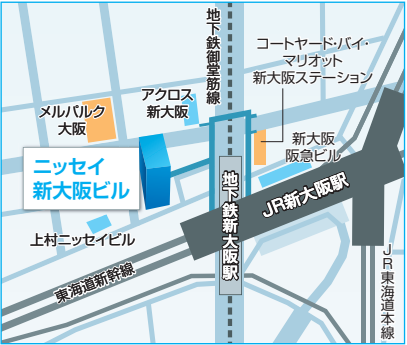 地下鉄御堂筋線
コートヤード・バイ・
マリオット
新大阪ステーション
アクロス
新大阪
メルパルク
大阪
新大阪
阪急ビル
ニッセイ
新大阪ビル
地下鉄新大阪駅
JR新大阪駅
上村ニッセイビル
東海道新幹線
JR東海道本線